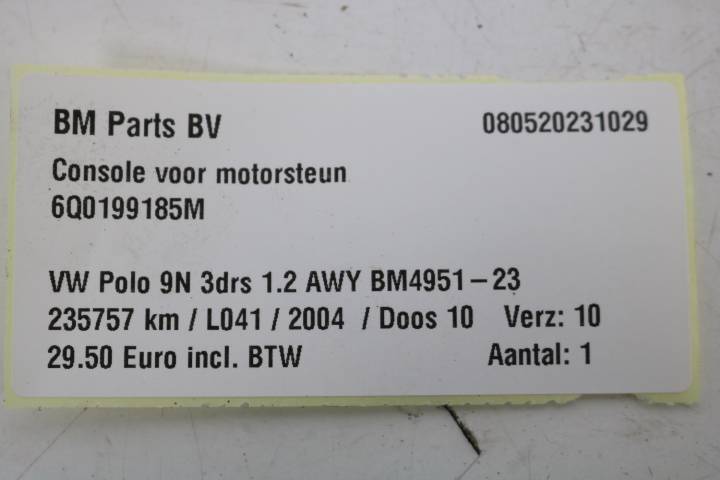 BM Parts BV 080520231029
Console voor motorsteun
6Q0199185M
VW Polo 9N 3drs 1.2 AWY BM4951-23
235757 km / L041 / 2004 / Doos 10 Verz: 10
29.50 Euro incl. BTW Aantal: 1